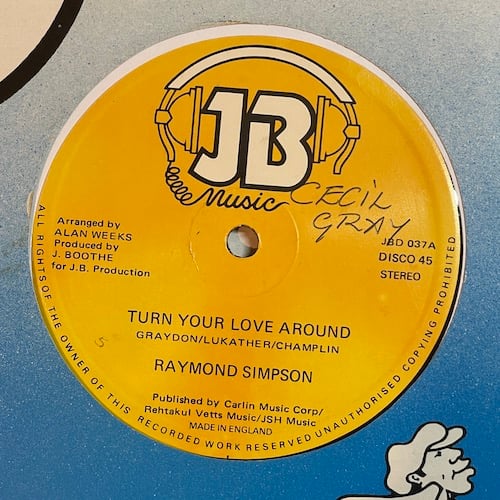 JB
Music
CECIL
GRAY
Arranged by
ALAN WEEKS
Produced by
J. BOOTHE
for J.B. Production
JBD 037A
DISCO 45
STEREO
TURN YOUR LOVE AROUND
GRAYDON/LUKATHER/CHAMPLIN
RAYMOND SIMPSON
Published by Carlin Music Corp/
Rehtakul Vetts Music/JSH Music
MADE IN ENGLAND
ALL RIGHTS OF THE OWNER OF THIS RECORDED WORK RESERVED UNAUTHORISED COPYING PROHIBITED
5